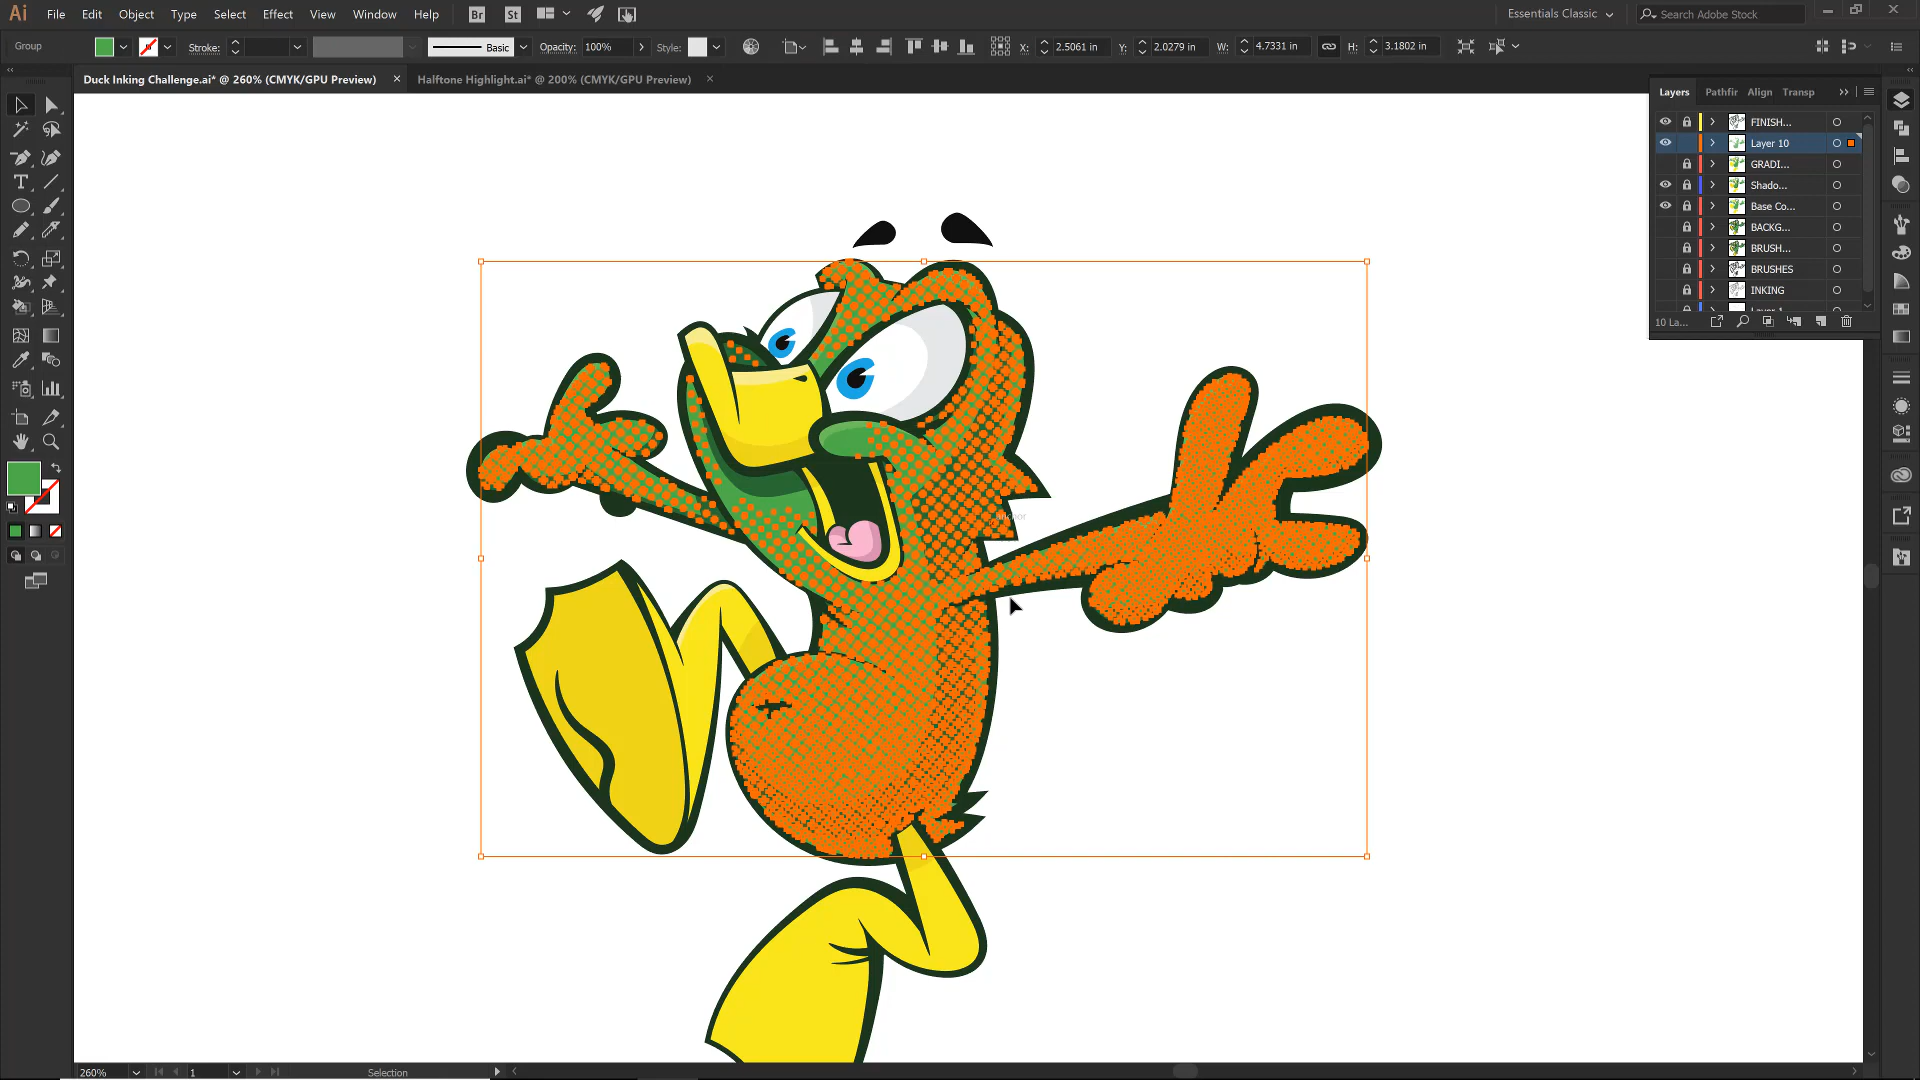 Ai File Edit Object Type Select Effect View Window Help Br St Essentials Classic Search Adobe Stock
Group Stroke: Basic Opacity: 100% Style: X: 2.5061 in Y: 2.0279 in W: 4.7331 in H: 3.1802 in
Duck Inking Challenge.ai* @ 260% (CMYK/GPU Preview) × Halftone Highlight.ai* @ 200% (CMYK/GPU Preview) ×
Layers Pathfir Align Transp
FINISH...
Layer 10
GRADI...
Shado...
Base Co...
BACKG...
BRUSH...
BRUSHES
INKING
Layer 1
10 La...
260% 1 Selection